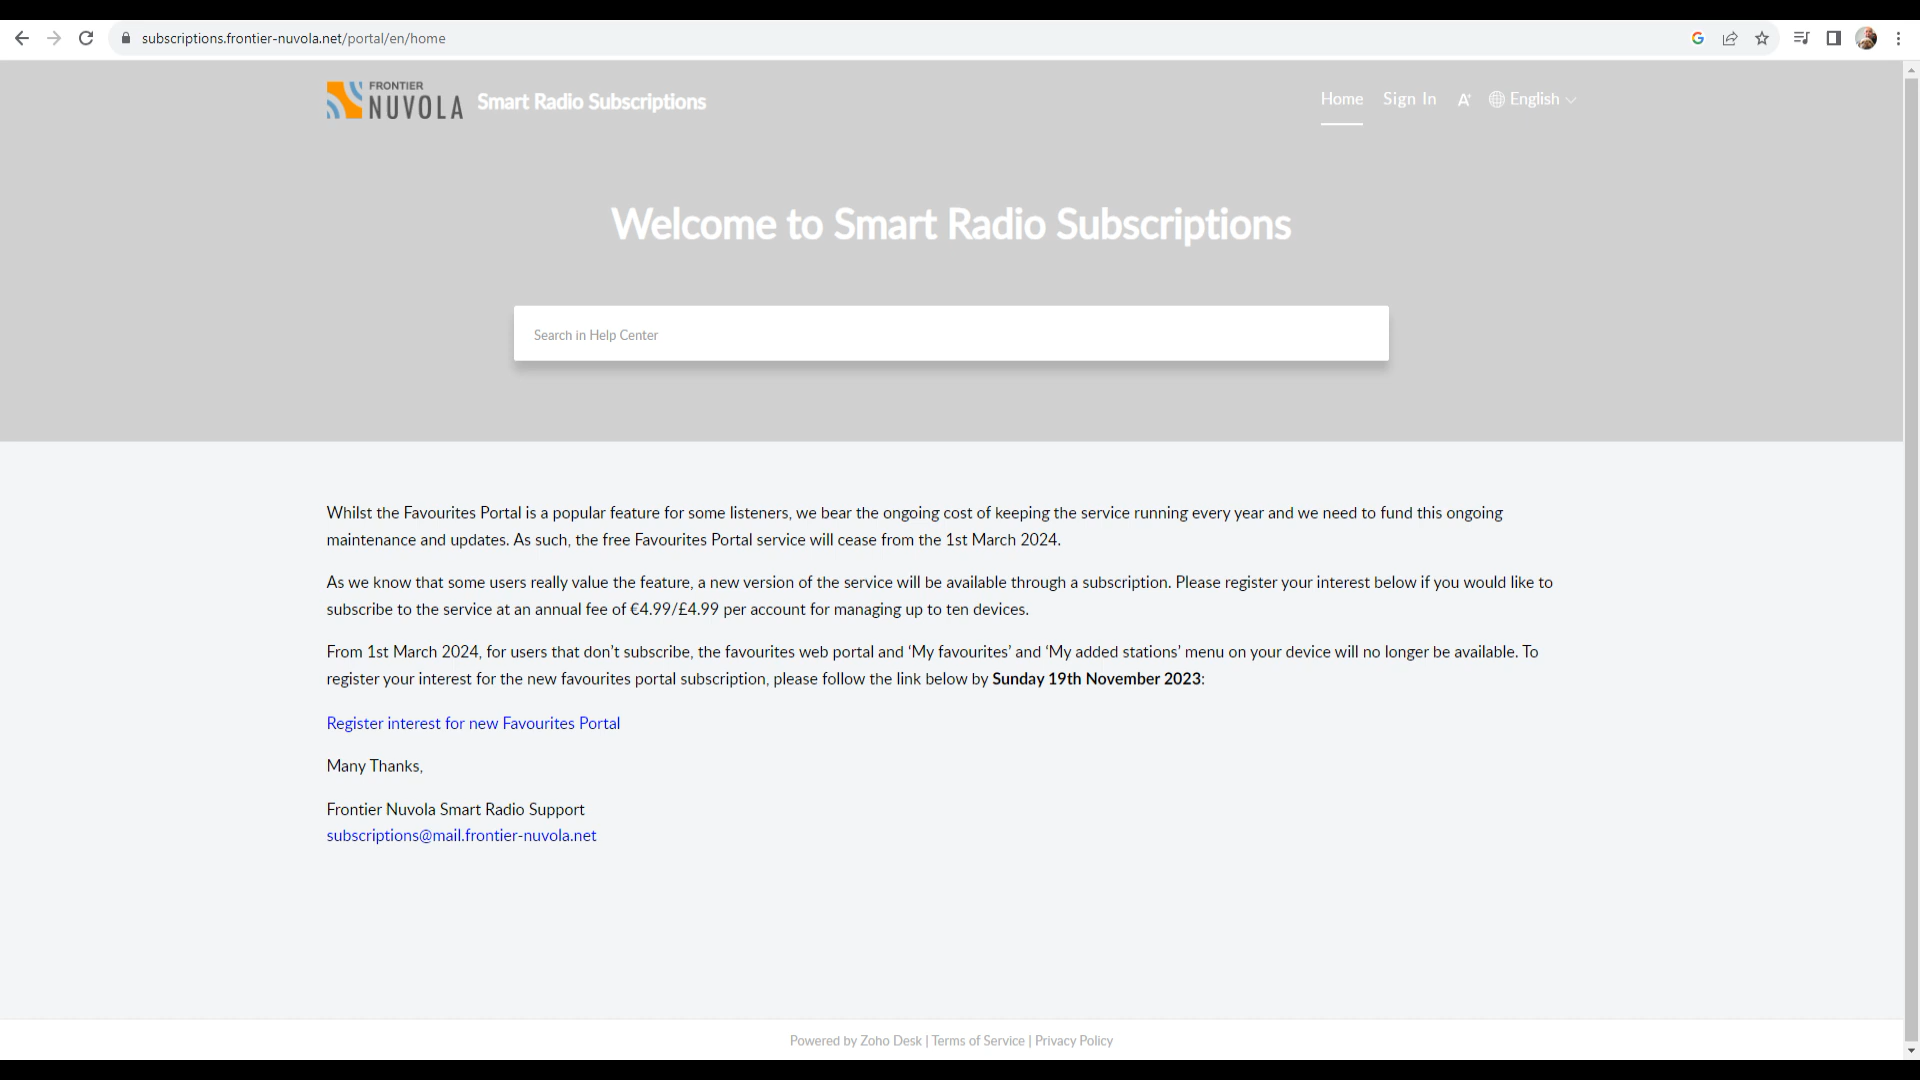 subscriptions.frontier-nuvola.net/portal/en/home
FRONTIER
NUVOLA
Smart Radio Subscriptions
Home
Sign In
A
English
Welcome to Smart Radio Subscriptions
Search in Help Center
Whilst the Favourites Portal is a popular feature for some listeners, we bear the ongoing cost of keeping the service running every year and we need to fund this ongoing
maintenance and updates. As such, the free Favourites Portal service will cease from the 1st March 2024.
As we know that some users really value the feature, a new version of the service will be available through a subscription. Please register your interest below if you would like to
subscribe to the service at an annual fee of €4.99/£4.99 per account for managing up to ten devices.
From 1st March 2024, for users that don’t subscribe, the favourites web portal and ‘My favourites’ and ‘My added stations’ menu on your device will no longer be available. To
register your interest for the new favourites portal subscription, please follow the link below by Sunday 19th November 2023:
Register interest for new Favourites Portal
Many Thanks,
Frontier Nuvola Smart Radio Support
subscriptions@mail.frontier-nuvola.net
Powered by Zoho Desk | Terms of Service | Privacy Policy